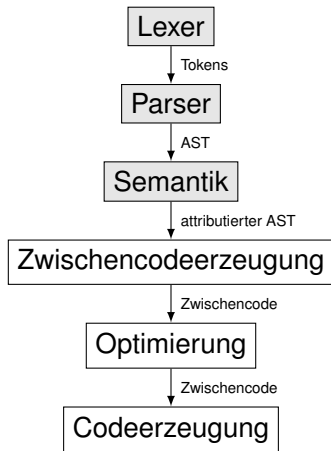 Lexer
Tokens
Parser
AST
Semantik
attributierter AST
Zwischencodeerzeugung
Zwischencode
Optimierung
Zwischencode
Codeerzeugung